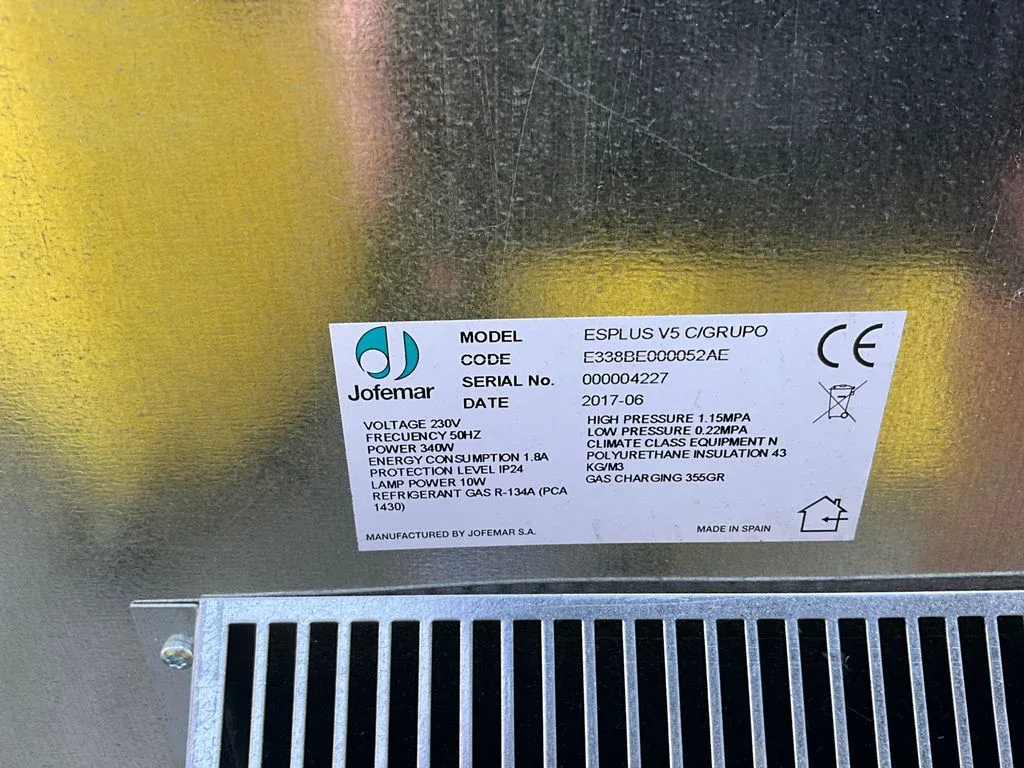 Jofemar
MODEL ESPLUS V5 C/GRUPO
CODE E338BE000052AE
SERIAL No. 000004227
DATE 2017-06
VOLTAGE 230V
FRECUENCY 50HZ
POWER 340W
ENERGY CONSUMPTION 1.8A
PROTECTION LEVEL IP24
LAMP POWER 10W
REFRIGERANT GAS R-134A (PCA
1430)
HIGH PRESSURE 1.15MPA
LOW PRESSURE 0.22MPA
CLIMATE CLASS EQUIPMENT N
POLYURETHANE INSULATION 43
KG/M3
GAS CHARGING 355GR
MANUFACTURED BY JOFEMAR S.A.
MADE IN SPAIN
CE